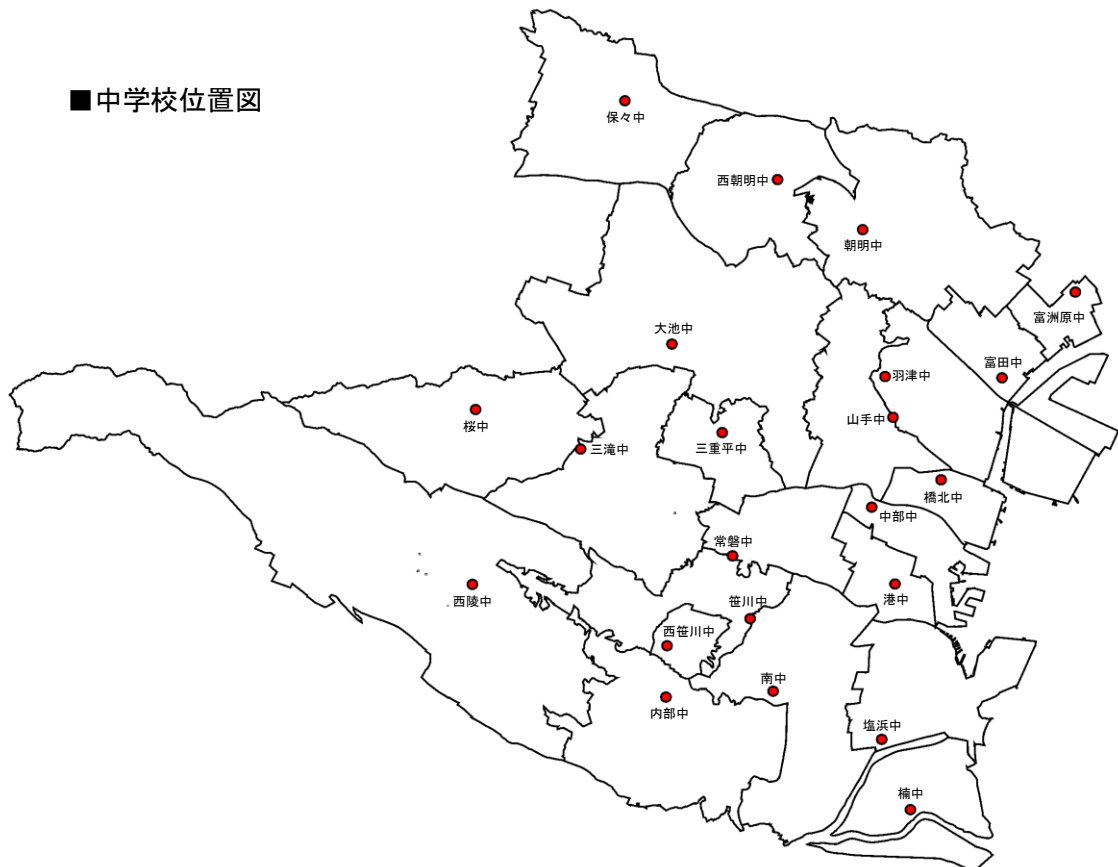 ■中学校位置図
保々中
西朝明中
朝明中
富洲原中
大池中
富田中
羽津中
桜中
山手中
三滝中
三重平中
橋北中
中部中
常磐中
西陵中
港中
笹川中
西笹川中
南中
内部中
塩浜中
楠中